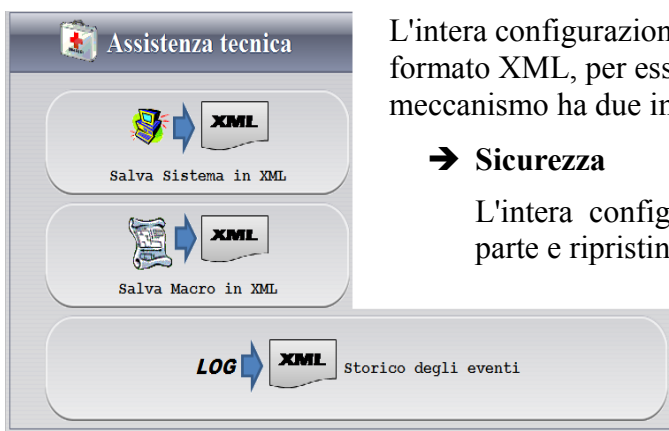 Assistenza tecnica
XML
Salva Sistema in XML
XML
Salva Macro in XML
LOG XML Storico degli eventi
L'intera configurazion
formato XML, per ess
meccanismo ha due in
➔ Sicurezza
L'intera config
parte e ripristin